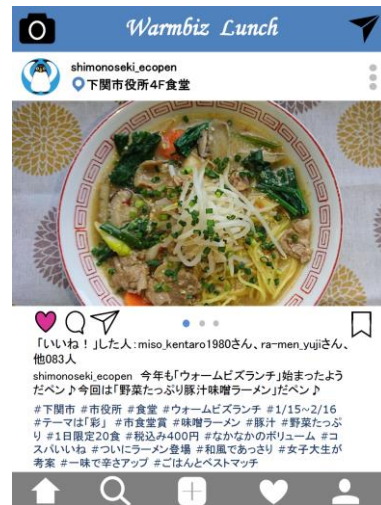 Warmbiz Lunch
shimonoseki_ecopen
下関市役所4F食堂
「いいね！」した人：miso_kentaro1980さん、ra-men_yujiさん、
他083人
shimonoseki_ecopen 今年も「ウォームビズランチ」始まったよう
だペン♪今回は「野菜たっぷり豚汁味噌ラーメン」だペン♪
#下関市 #市役所 #食堂 #ウォームビズランチ #1/15~2/16
#テーマは「彩」 #市食堂賞 #味噌ラーメン #豚汁 #野菜たっぷ
り #1日限定20食 #税込み400円 #なかなかのボリューム #コ
スパいいね #ついにラーメン登場 #和風であっさり #女子大生が
考案 #一味で辛さアップ #ごはんとベストマッチ